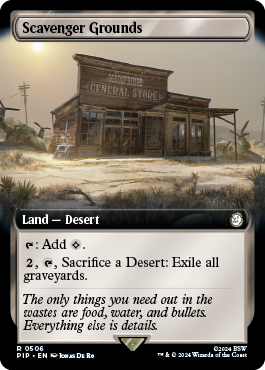 Scavenger Grounds
GENERAL STORE
Land — Desert
: Add .
2, , Sacrifice a Desert: Exile all
graveyards.
The only things you need out in the
wastes are food, water, and bullets.
Everything else is details.
R 0506
PIP • EN JONAS DE RO
©2024 BSW
™ & © 2024 Wizards of the Coast